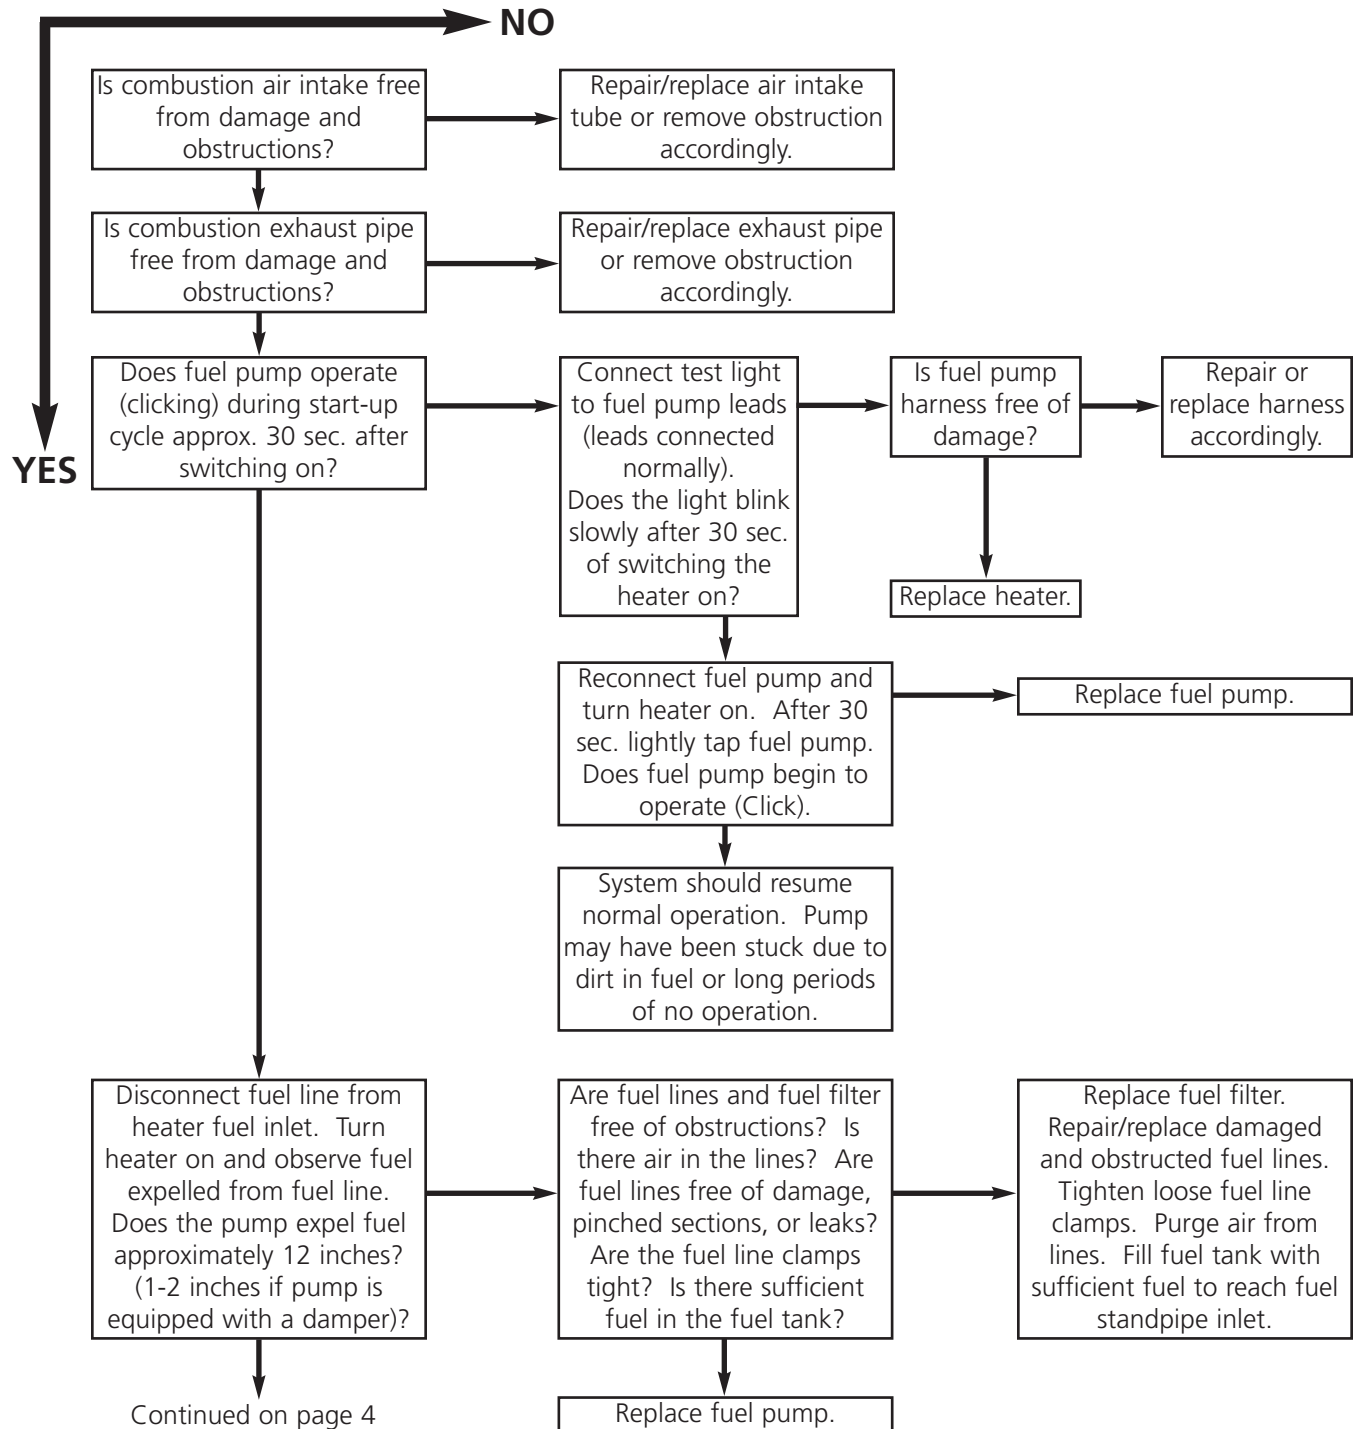 NO
YES
Is combustion air intake free
from damage and
obstructions?
Repair/replace air intake
tube or remove obstruction
accordingly.
Is combustion exhaust pipe
free from damage and
obstructions?
Repair/replace exhaust pipe
or remove obstruction
accordingly.
Does fuel pump operate
(clicking) during start-up
cycle approx. 30 sec. after
switching on?
Connect test light
to fuel pump leads
(leads connected
normally).
Does the light blink
slowly after 30 sec.
of switching the
heater on?
Is fuel pump
harness free of
damage?
Repair or
replace harness
accordingly.
Replace heater.
Reconnect fuel pump and
turn heater on.  After 30
sec. lightly tap fuel pump.
Does fuel pump begin to
operate (Click).
Replace fuel pump.
System should resume
normal operation.  Pump
may have been stuck due to
dirt in fuel or long periods
of no operation.
Disconnect fuel line from
heater fuel inlet.  Turn
heater on and observe fuel
expelled from fuel line.
Does the pump expel fuel
approximately 12 inches?
(1-2 inches if pump is
equipped with a damper)?
Are fuel lines and fuel filter
free of obstructions?  Is
there air in the lines?  Are
fuel lines free of damage,
pinched sections, or leaks?
Are the fuel line clamps
tight?  Is there sufficient
fuel in the fuel tank?
Replace fuel filter.
Repair/replace damaged
and obstructed fuel lines.
Tighten loose fuel line
clamps.  Purge air from
lines.  Fill fuel tank with
sufficient fuel to reach fuel
standpipe inlet.
Continued on page 4
Replace fuel pump.